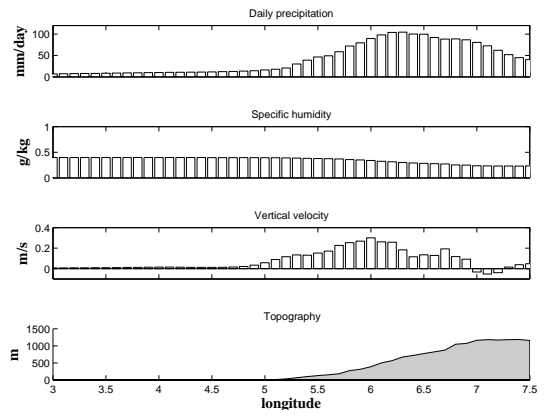 Daily precipitation
100
50
0
mm/day
Specific humidity
1
0.5
0
g/kg
Vertical velocity
0.4
0.2
0
m/s
Topography
1500
1000
500
0
m
3 3.5 4 4.5 5 5.5 6 6.5 7 7.5
longitude